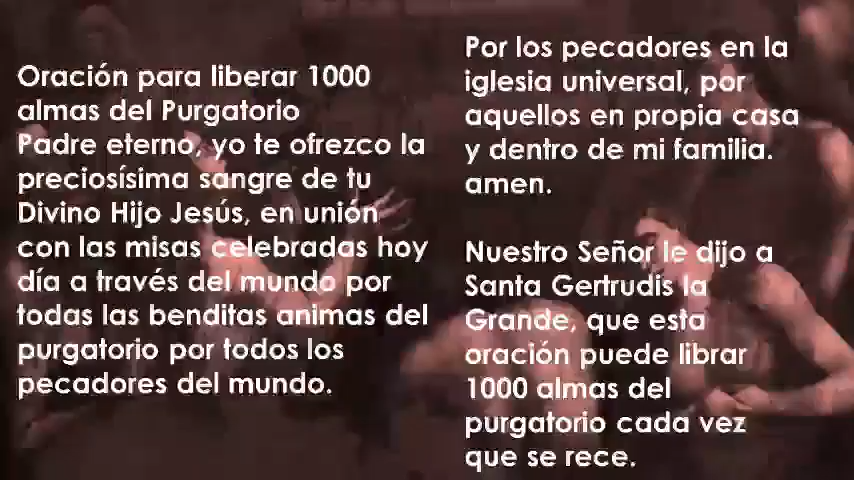 Oración para liberar 1000
almas del Purgatorio
Padre eterno, yo te ofrezco la
preciosísima sangre de tu
Divino Hijo Jesús, en unión
con las misas celebradas hoy
día a través del mundo por
todas las benditas animas del
purgatorio por todos los
pecadores del mundo.
Por los pecadores en la
iglesia universal, por
aquellos en propia casa
y dentro de mi familia.
amen.
Nuestro Señor le dijo a
Santa Gertrudis la
Grande, que esta
oración puede librar
1000 almas del
purgatorio cada vez
que se rece.